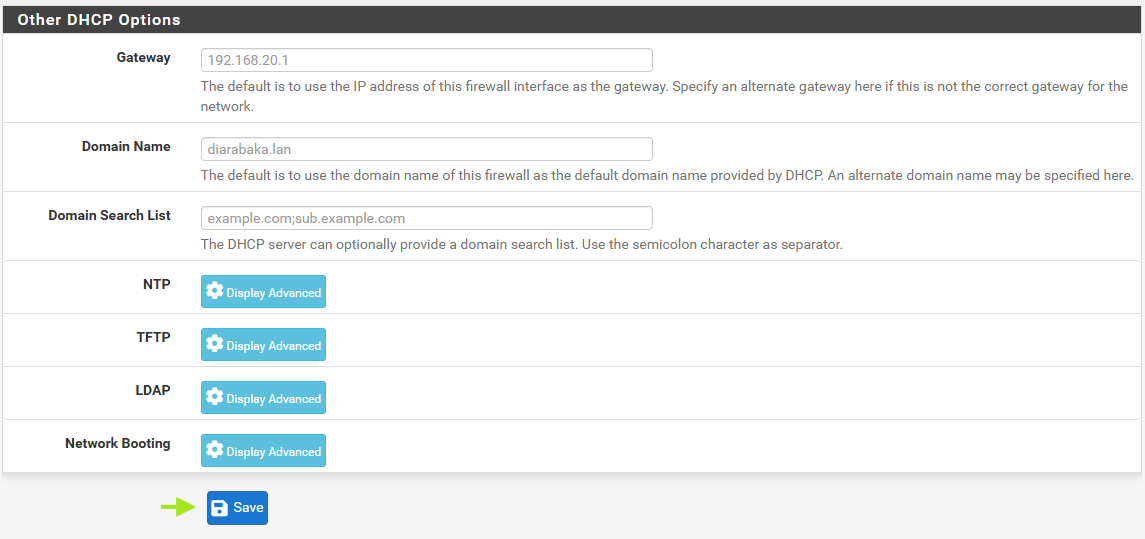 Other DHCP Options
Gateway
192.168.20.1
The default is to use the IP address of this firewall interface as the gateway. Specify an alternate gateway here if this is not the correct gateway for the
network.
Domain Name
diarabaka.lan
The default is to use the domain name of this firewall as the default domain name provided by DHCP. An alternate domain name may be specified here.
Domain Search List
example.com;sub.example.com
The DHCP server can optionally provide a domain search list. Use the semicolon character as separator.
NTP
Display Advanced
TFTP
Display Advanced
LDAP
Display Advanced
Network Booting
Display Advanced
Save